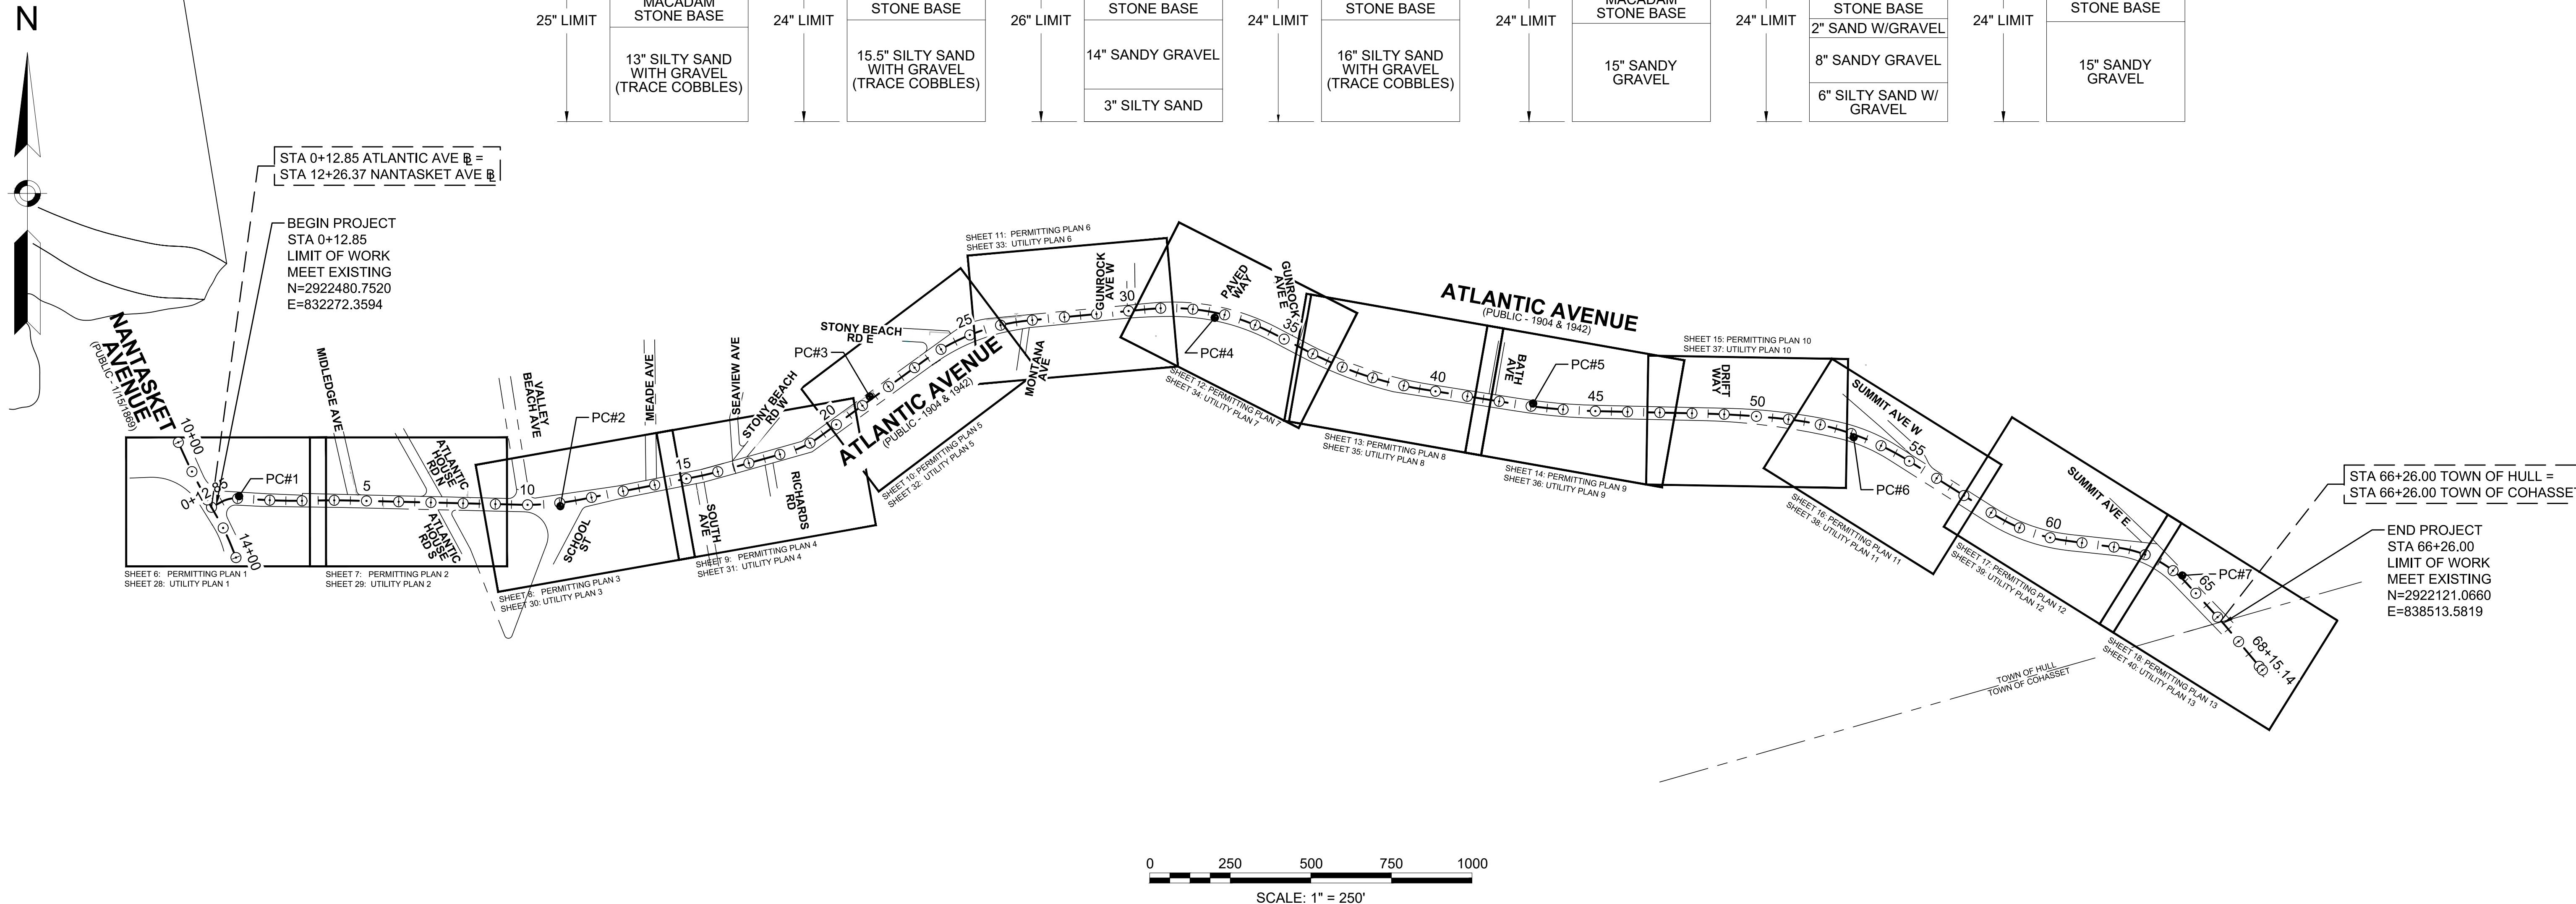 N
25" LIMIT
MACADAM
STONE BASE
13" SILTY SAND
WITH GRAVEL
(TRACE COBBLES)
24" LIMIT
STONE BASE
15.5" SILTY SAND
WITH GRAVEL
(TRACE COBBLES)
26" LIMIT
STONE BASE
14" SANDY GRAVEL
3" SILTY SAND
24" LIMIT
STONE BASE
16" SILTY SAND
WITH GRAVEL
(TRACE COBBLES)
24" LIMIT
MACADAM
STONE BASE
15" SANDY
GRAVEL
24" LIMIT
STONE BASE
2" SAND W/GRAVEL
8" SANDY GRAVEL
6" SILTY SAND W/
GRAVEL
24" LIMIT
STONE BASE
15" SANDY
GRAVEL
STA 0+12.85 ATLANTIC AVE BL =
STA 12+26.37 NANTASKET AVE BL
BEGIN PROJECT
STA 0+12.85
LIMIT OF WORK
MEET EXISTING
N=2922480.7520
E=832272.3594
NANTASKET
AVENUE
(PUBLIC - 1/15/1869)
10+00
0+12.85
14+00
PC#1
MIDLEDGE AVE
5
ATLANTIC
HOUSE
RD N
ATLANTIC
HOUSE
RD S
VALLEY
BEACH AVE
10
PC#2
SCHOOL
ST
MEADE AVE
15
SOUTH
AVE
SEAVIEW AVE
STONY BEACH
RD W
RICHARDS
RD
PC#3
20
STONY BEACH
RD E
25
ATLANTIC AVENUE
(PUBLIC - 1904 & 1942)
MONTANA
AVE
GUNROCK
AVE W
30
PC#4
PAVED
WAY
GUNROCK
AVE E
35
ATLANTIC AVENUE
(PUBLIC - 1904 & 1942)
40
BATH
AVE
PC#5
45
DRIFT
WAY
50
PC#6
SUMMIT AVE W
55
60
SUMMIT AVE E
PC#7
65
68+15.14
STA 66+26.00 TOWN OF HULL =
STA 66+26.00 TOWN OF COHASSET
END PROJECT
STA 66+26.00
LIMIT OF WORK
MEET EXISTING
N=2922121.0660
E=838513.5819
TOWN OF HULL
TOWN OF COHASSET
SHEET 6: PERMITTING PLAN 1
SHEET 28: UTILITY PLAN 1
SHEET 7: PERMITTING PLAN 2
SHEET 29: UTILITY PLAN 2
SHEET 8: PERMITTING PLAN 3
SHEET 30: UTILITY PLAN 3
SHEET 9: PERMITTING PLAN 4
SHEET 31: UTILITY PLAN 4
SHEET 10: PERMITTING PLAN 5
SHEET 32: UTILITY PLAN 5
SHEET 11: PERMITTING PLAN 6
SHEET 33: UTILITY PLAN 6
SHEET 12: PERMITTING PLAN 7
SHEET 34: UTILITY PLAN 7
SHEET 13: PERMITTING PLAN 8
SHEET 35: UTILITY PLAN 8
SHEET 14: PERMITTING PLAN 9
SHEET 36: UTILITY PLAN 9
SHEET 15: PERMITTING PLAN 10
SHEET 37: UTILITY PLAN 10
SHEET 16: PERMITTING PLAN 11
SHEET 38: UTILITY PLAN 11
SHEET 17: PERMITTING PLAN 12
SHEET 39: UTILITY PLAN 12
SHEET 18: PERMITTING PLAN 13
SHEET 40: UTILITY PLAN 13
0 250 500 750 1000
SCALE: 1" = 250'